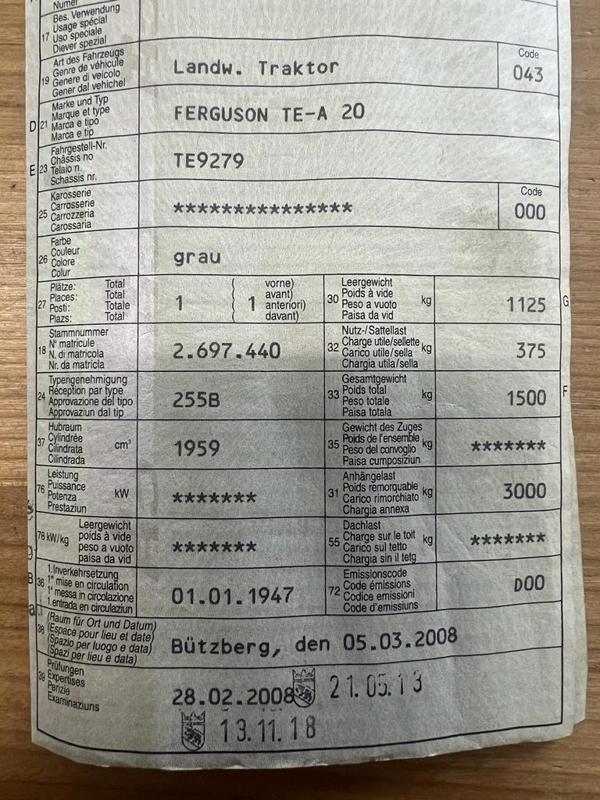 Numér
17
Bes. Verwendung
Usage spécial
Uso speciale
Diever spezial
19
Art des Fahrzeugs
Genre de véhicule
Genere di veicolo
Gener dal vehichel
Landw. Traktor
Code
043
D 21
Marke und Typ
Marque et type
Marca e tipo
Marca e tip
FERGUSON TE-A 20
E 23
Fahrgestell-Nr.
Châssis no
Telaio n.
Schassis nr.
TE9279
25
Karosserie
Carrosserie
Carrozzeria
Carossaria
***************
Code
000
26
Farbe
Couleur
Colore
Colur
grau
27
Plätze: Total
Places: Total
Posti: Totale
Plazs: Total
1
vorne)
avant)
( 1 anteriori)
davant)
30
Leergewicht
Poids à vide
Peso a vuoto
Paisa da vid
kg
1125
G
18
Stammnummer
N° matricule
N. di matricola
Nr. da matricla
2.697.440
32
Nutz-/Sattellast
Charge utile/sellette
Carico utile/sella
Chargia utila/sella
kg
375
24
Typengenehmigung
Réception par type
Approvazione del tipo
Approvaziun dal tip
255B
33
Gesamtgewicht
Poids total
Peso totale
Paisa totala
kg
1500
F
37
Hubraum
Cylindrée
Cilindrata
Cilindrada
cm³
1959
35
Gewicht des Zuges
Poids de l'ensemble
Peso del convoglio
Paisa cumposiziun
kg
*******
76
Leistung
Puissance
Potenza
Prestaziun
kW
*******
31
Anhängelast
Poids remorquable
Carico rimorchiato
Chargia annexa
kg
3000
78 kW/kg
Leergewicht
poids à vide
peso a vuoto
paisa da vid
*******
55
Dachlast
Charge sur le toit
Carico sul tetto
Chargia sin il tetg
kg
*******
B 36
1. Inverkehrsetzung
1re mise en circulation
1a messa in circolazione
1. entrada en circulaziun
01.01.1947
72
Emissionscode
Code émissions
Codice emissioni
Code d'emissiuns
D00
38
(Raum für Ort und Datum)
(Espace pour lieu et date)
(Spazio per luogo e data)
(Spazi per lieu e data)
Bützberg, den 05.03.2008
39
Prüfungen
Expertises
Perizie
Examinaziuns
28.02.2008
21.05.13
13.11.18